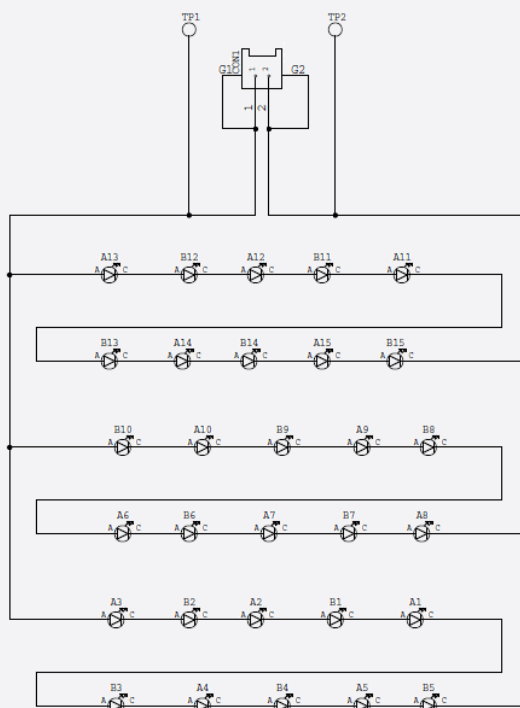 TP1 TP2
CON1
G1 1 2 G2
1 2
A13 B12 A12 B11 A11
A C A C A C A C A C
B13 A14 B14 A15 B15
A C A C A C A C A C
B10 A10 B9 A9 B8
A C A C A C A C A C
A6 B6 A7 B7 A8
A C A C A C A C A C
A3 B2 A2 B1 A1
A C A C A C A C A C
B3 A4 B4 A5 B5
A C A C A C A C A C